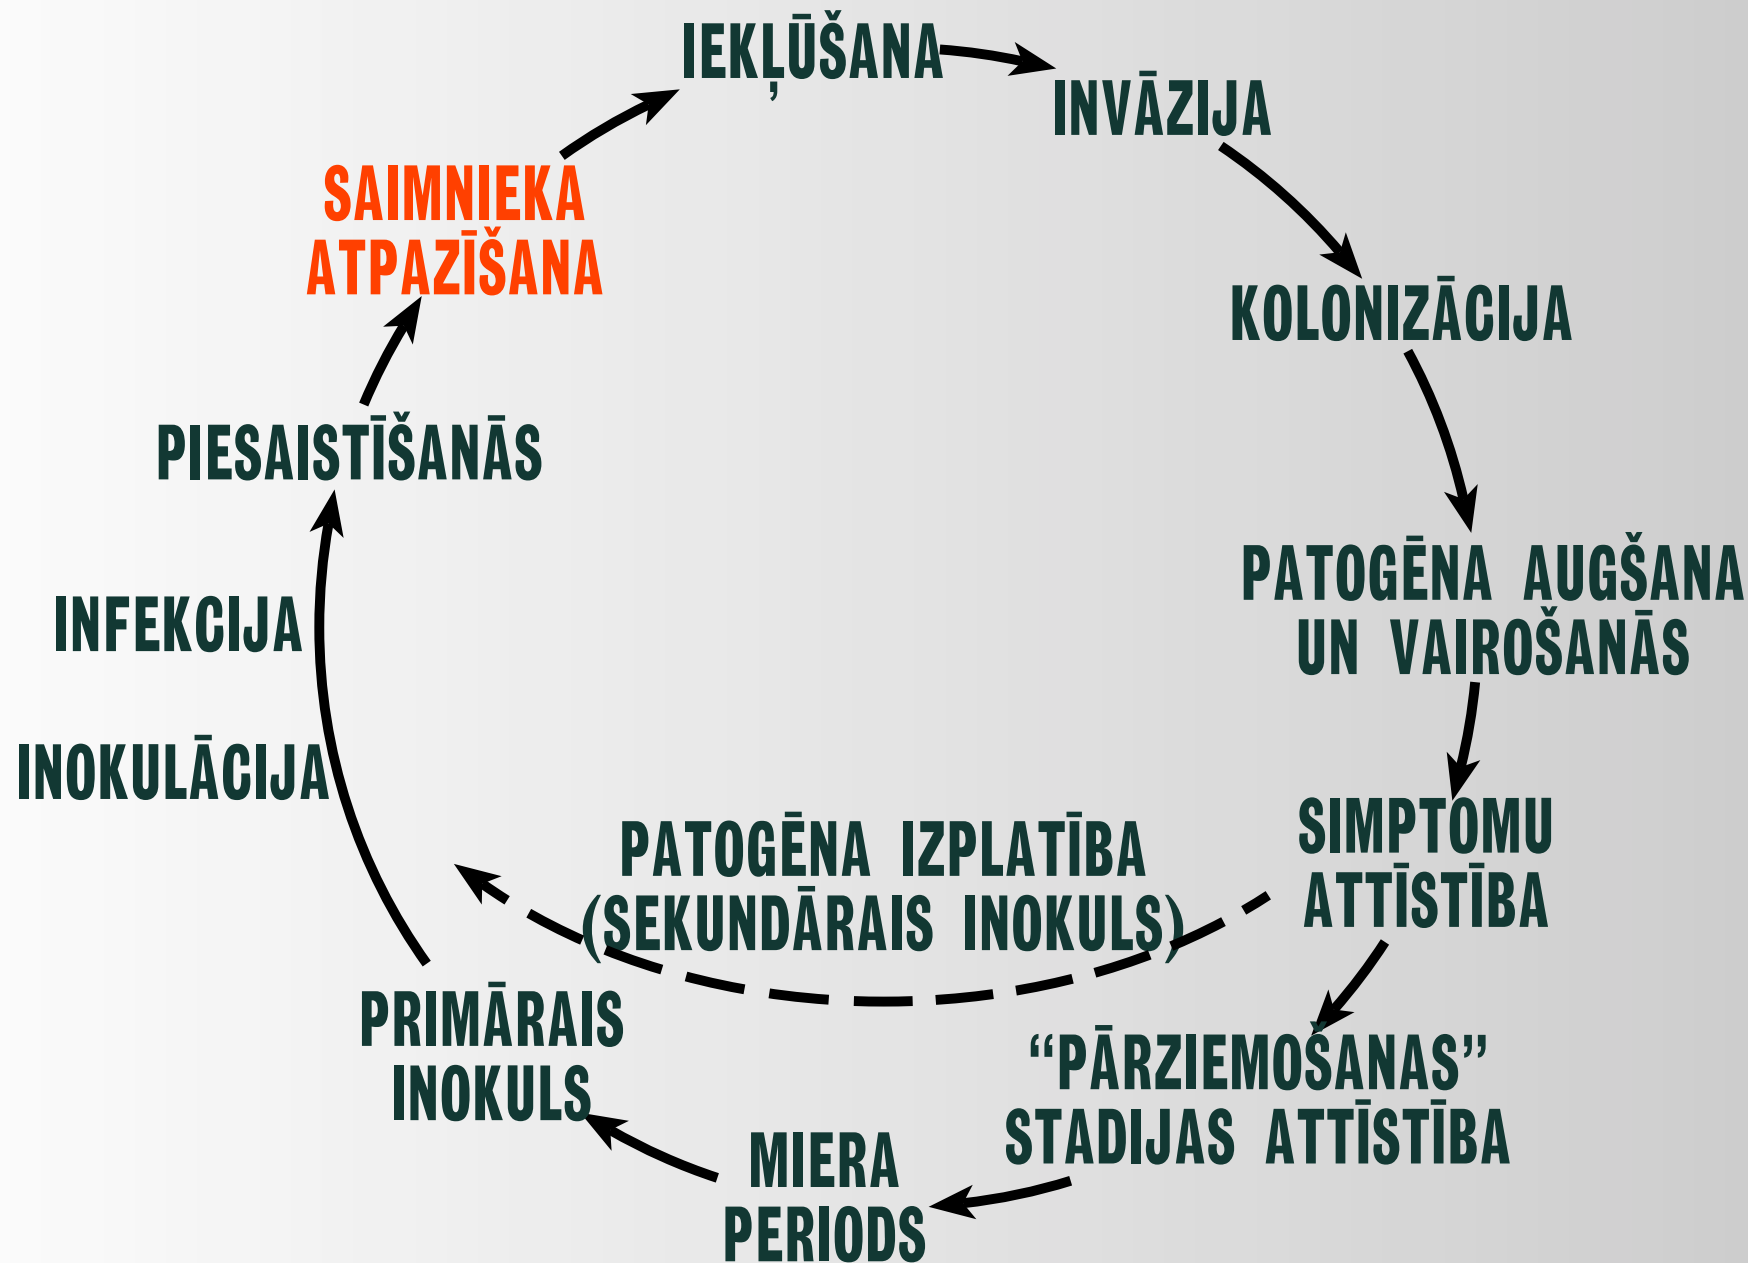 IEKĻŪŠANA
INVĀZIJA
SAIMNIEKA
ATPAZĪŠANA
KOLONIZĀCIJA
PIESAISTĪŠANĀS
PATOGĒNA AUGŠANA
UN VAIROŠANĀS
INFEKCIJA
INOKULĀCIJA
SIMPTOMU
ATTĪSTĪBA
PATOGĒNA IZPLATĪBA
(SEKUNDĀRAIS INOKULS)
PRIMĀRAIS
INOKULS
“PĀRZIEMOŠANAS”
STADIJAS ATTĪSTĪBA
MIERA
PERIODS